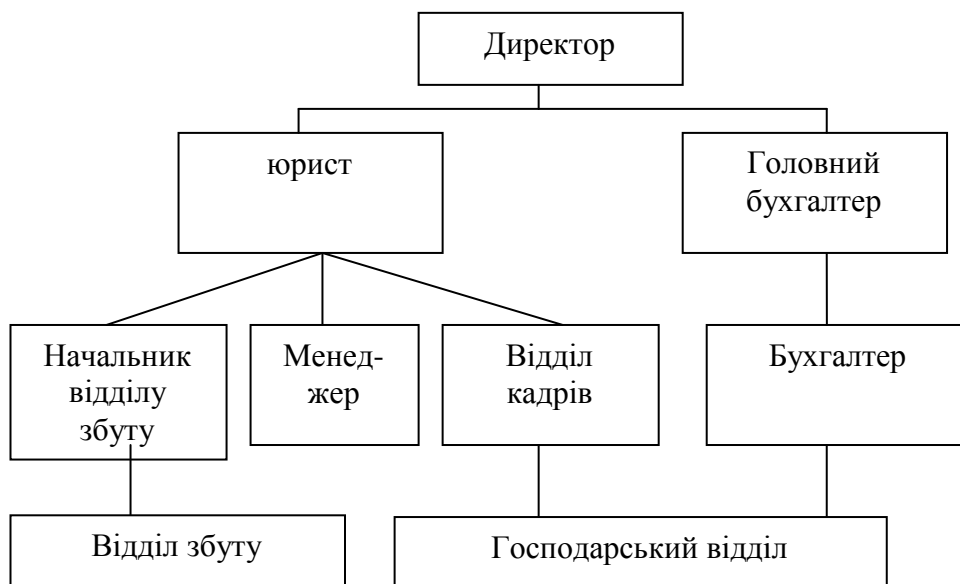 Директор
юрист
Головний
бухгалтер
Начальник
відділу
збуту
Менед-
жер
Відділ
кадрів
Бухгалтер
Відділ збуту
Господарський відділ